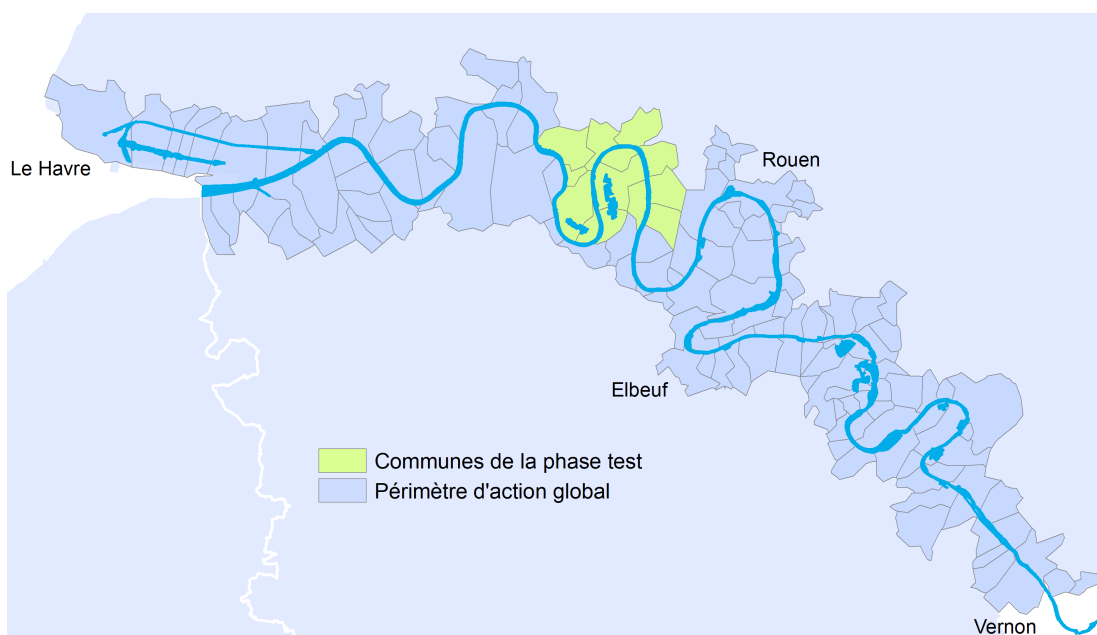 Le Havre
Rouen
Elbeuf
Communes de la phase test
Périmètre d'action global
Vernon